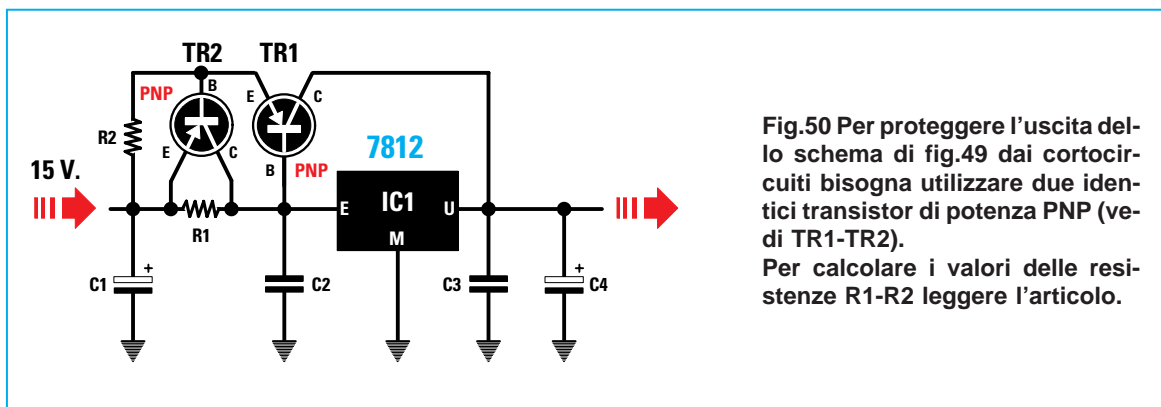 TR2 TR1
PNP
B
E
C
R2
E
C
B
PNP
7812
15 V.
R1
E
IC1
U
M
C1
+
C2
C3
+
C4
Fig.50 Per proteggere l'uscita del-
lo schema di fig.49 dai cortocir-
cuiti bisogna utilizzare due iden-
tici transistor di potenza PNP (ve-
di TR1-TR2).
Per calcolare i valori delle resi-
stenze R1-R2 leggere l'articolo.